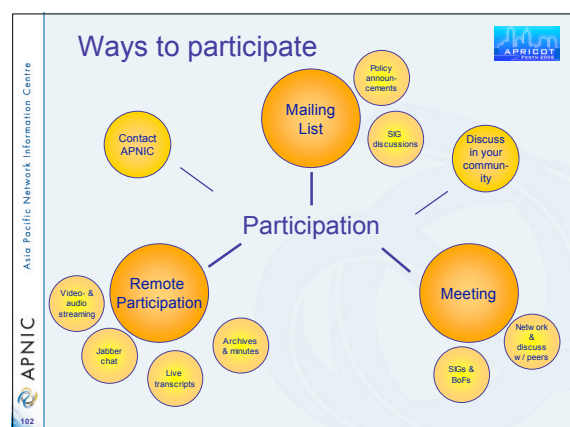 Ways to participate
APRICOT
PERTH 2006
Policy
announ-
cements
Mailing
List
SIG
discussions
Contact
APNIC
Discuss
in your
commun-
ity
Participation
Remote
Participation
Video- &
audio
streaming
Jabber
chat
Live
transcripts
Archives
& minutes
Meeting
Netw ork
&
discuss
w / peers
SIGs &
BoFs
Asia Pacific Network Information Centre
APNIC
102